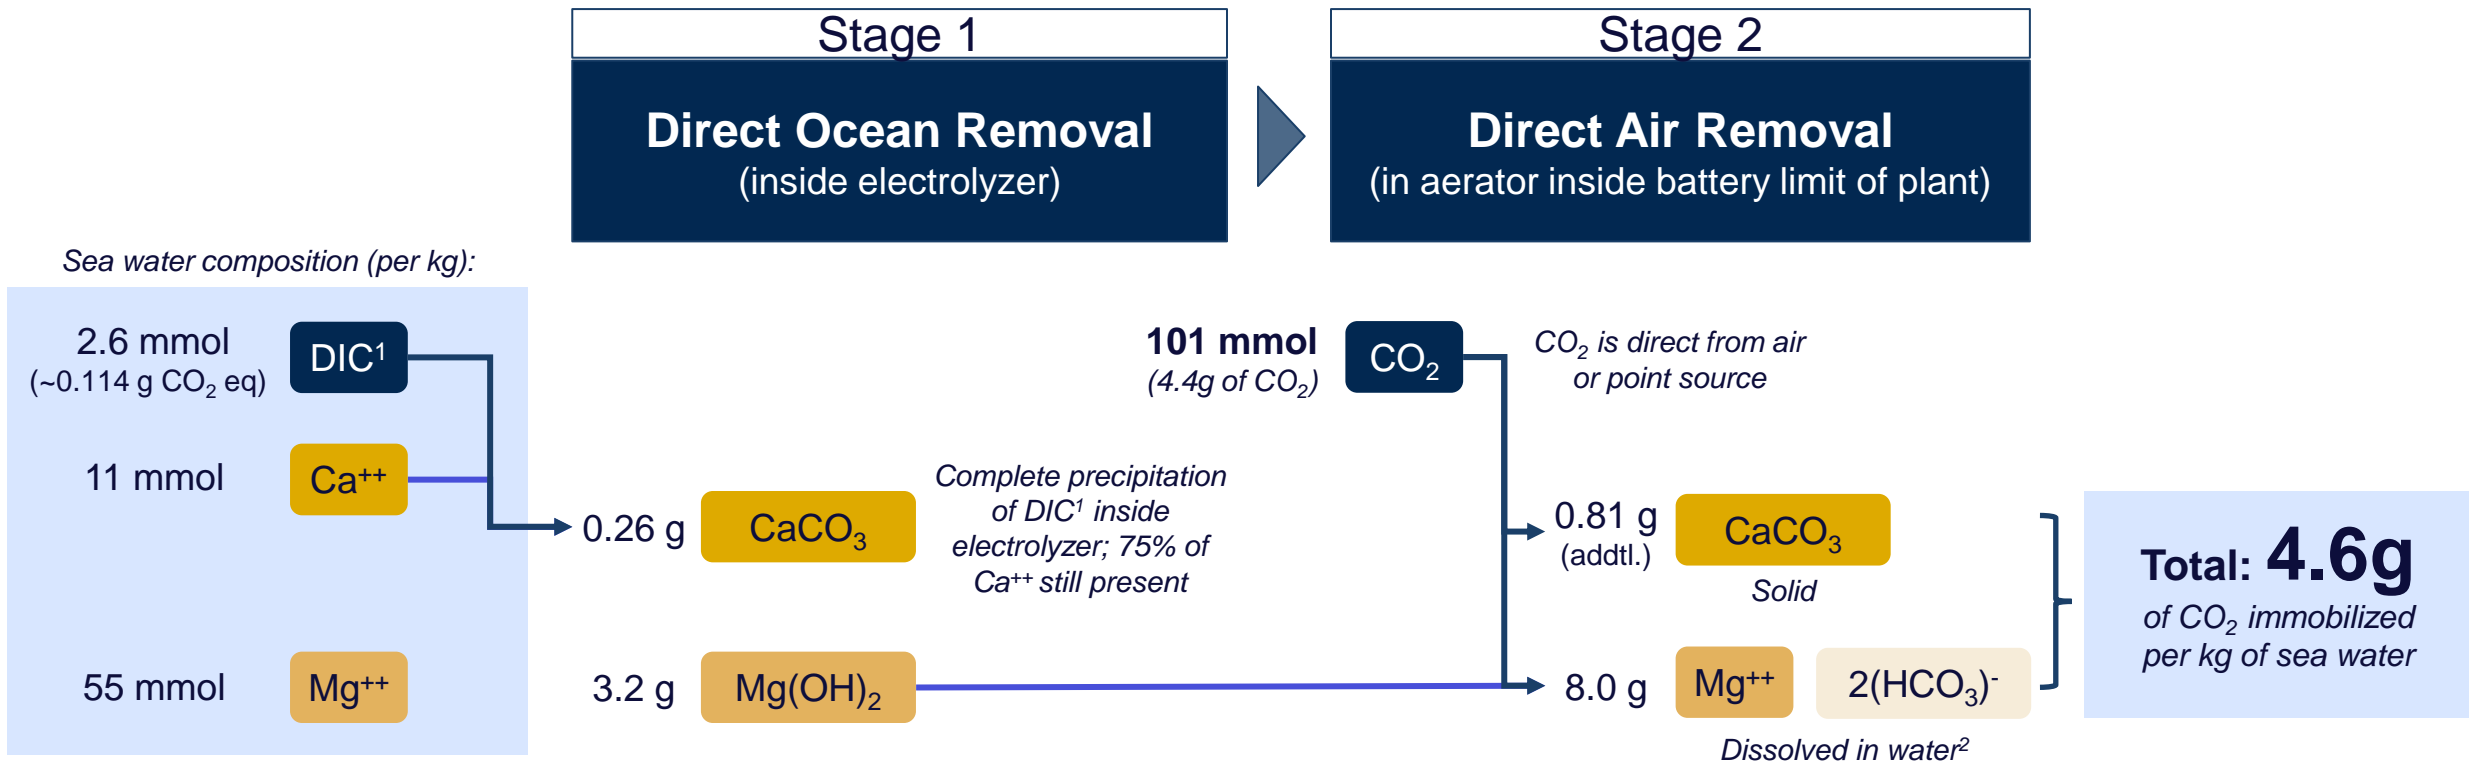 Stage 1
Direct Ocean Removal
(inside electrolyzer)
Stage 2
Direct Air Removal
(in aerator inside battery limit of plant)
Sea water composition (per kg):
2.6 mmol
(~0.114 g CO₂ eq)
DIC¹
11 mmol
Ca⁺⁺
55 mmol
Mg⁺⁺
0.26 g
CaCO₃
Complete precipitation
of DIC¹ inside
electrolyzer; 75% of
Ca⁺⁺ still present
3.2 g
Mg(OH)₂
101 mmol
(4.4g of CO₂)
CO₂
CO₂ is direct from air
or point source
0.81 g
(addtl.)
CaCO₃
Solid
8.0 g
Mg⁺⁺
2(HCO₃)⁻
Dissolved in water²
Total: 4.6g
of CO₂ immobilized
per kg of sea water